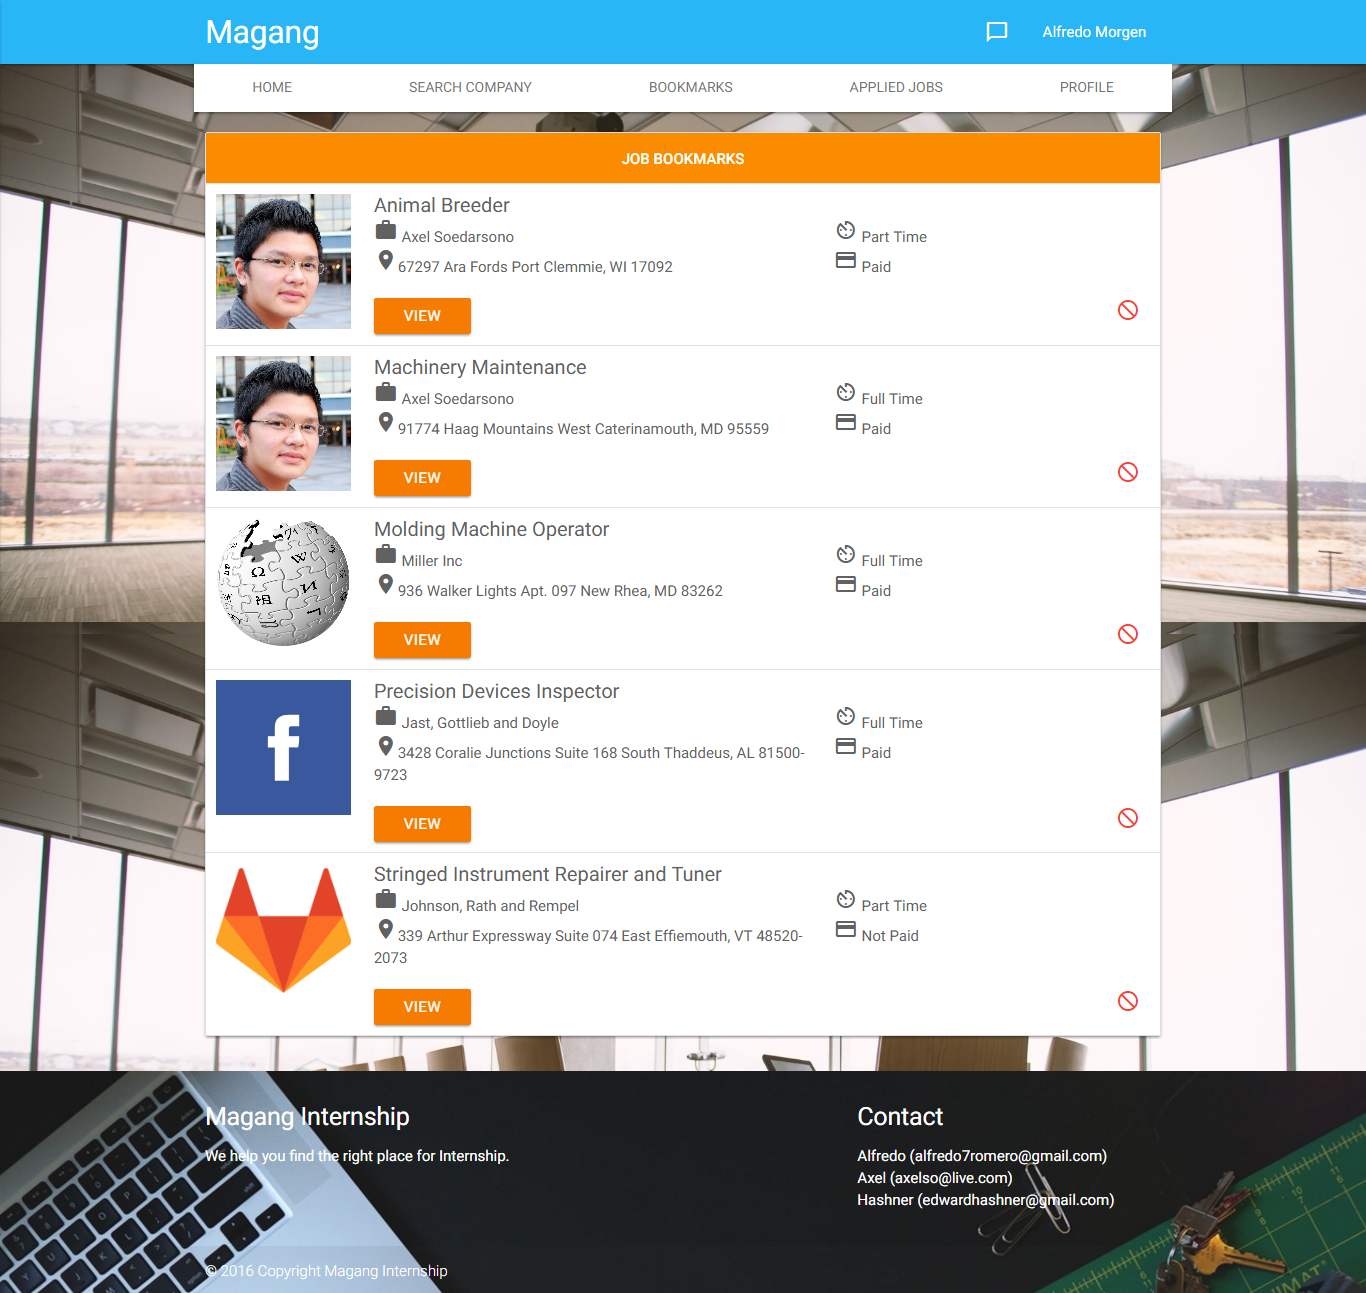 Magang
Alfredo Morgen
HOME
SEARCH COMPANY
BOOKMARKS
APPLIED JOBS
PROFILE
JOB BOOKMARKS
Animal Breeder
Axel Soedarsono
Part Time
67297 Ara Fords Port Clemmie, WI 17092
Paid
VIEW
Machinery Maintenance
Axel Soedarsono
Full Time
91774 Haag Mountains West Caterinamouth, MD 95559
Paid
VIEW
Molding Machine Operator
Miller Inc
Full Time
936 Walker Lights Apt. 097 New Rhea, MD 83262
Paid
VIEW
Precision Devices Inspector
Jast, Gottlieb and Doyle
Full Time
3428 Coralie Junctions Suite 168 South Thaddeus, AL 81500-
9723
Paid
VIEW
Stringed Instrument Repairer and Tuner
Johnson, Rath and Rempel
Part Time
339 Arthur Expressway Suite 074 East Effiemouth, VT 48520-
2073
Not Paid
VIEW
Magang Internship
We help you find the right place for Internship.
Contact
Alfredo (alfredo7romero@gmail.com)
Axel (axelso@live.com)
Hashner (edwardhashner@gmail.com)
© 2016 Copyright Magang Internship